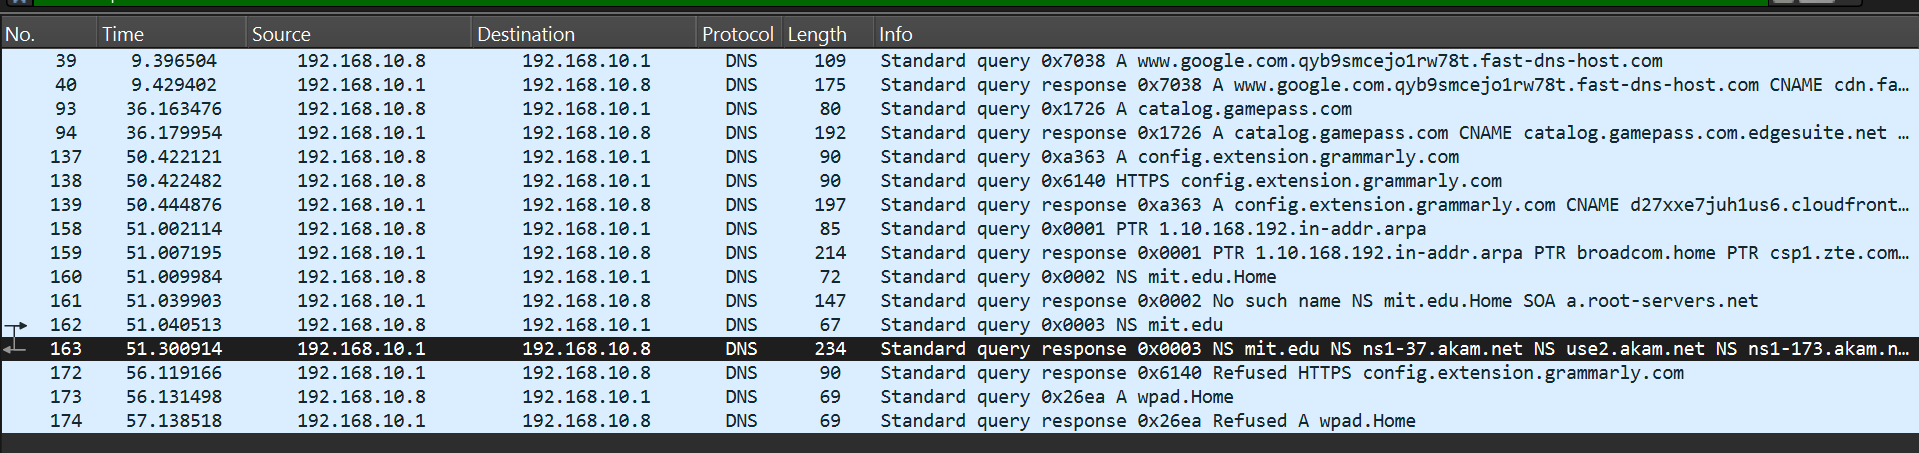 No. Time Source Destination Protocol Length Info
39 9.396504 192.168.10.8 192.168.10.1 DNS 109 Standard query 0x7038 A www.google.com.qyb9smcejo1rw78t.fast-dns-host.com
40 9.429402 192.168.10.1 192.168.10.8 DNS 175 Standard query response 0x7038 A www.google.com.qyb9smcejo1rw78t.fast-dns-host.com CNAME cdn.fa…
93 36.163476 192.168.10.8 192.168.10.1 DNS 80 Standard query 0x1726 A catalog.gamepass.com
94 36.179954 192.168.10.1 192.168.10.8 DNS 192 Standard query response 0x1726 A catalog.gamepass.com CNAME catalog.gamepass.com.edgesuite.net …
137 50.422121 192.168.10.8 192.168.10.1 DNS 90 Standard query 0xa363 A config.extension.grammarly.com
138 50.422482 192.168.10.8 192.168.10.1 DNS 90 Standard query 0x6140 HTTPS config.extension.grammarly.com
139 50.444876 192.168.10.1 192.168.10.8 DNS 197 Standard query response 0xa363 A config.extension.grammarly.com CNAME d27xxe7juh1us6.cloudfront…
158 51.002114 192.168.10.8 192.168.10.1 DNS 85 Standard query 0x0001 PTR 1.10.168.192.in-addr.arpa
159 51.007195 192.168.10.1 192.168.10.8 DNS 214 Standard query response 0x0001 PTR 1.10.168.192.in-addr.arpa PTR broadcom.home PTR csp1.zte.com…
160 51.009984 192.168.10.8 192.168.10.1 DNS 72 Standard query 0x0002 NS mit.edu.Home
161 51.039903 192.168.10.1 192.168.10.8 DNS 147 Standard query response 0x0002 No such name NS mit.edu.Home SOA a.root-servers.net
162 51.040513 192.168.10.8 192.168.10.1 DNS 67 Standard query 0x0003 NS mit.edu
163 51.300914 192.168.10.1 192.168.10.8 DNS 234 Standard query response 0x0003 NS mit.edu NS ns1-37.akam.net NS use2.akam.net NS ns1-173.akam.n…
172 56.119166 192.168.10.1 192.168.10.8 DNS 90 Standard query response 0x6140 Refused HTTPS config.extension.grammarly.com
173 56.131498 192.168.10.8 192.168.10.1 DNS 69 Standard query 0x26ea A wpad.Home
174 57.138518 192.168.10.1 192.168.10.8 DNS 69 Standard query response 0x26ea Refused A wpad.Home